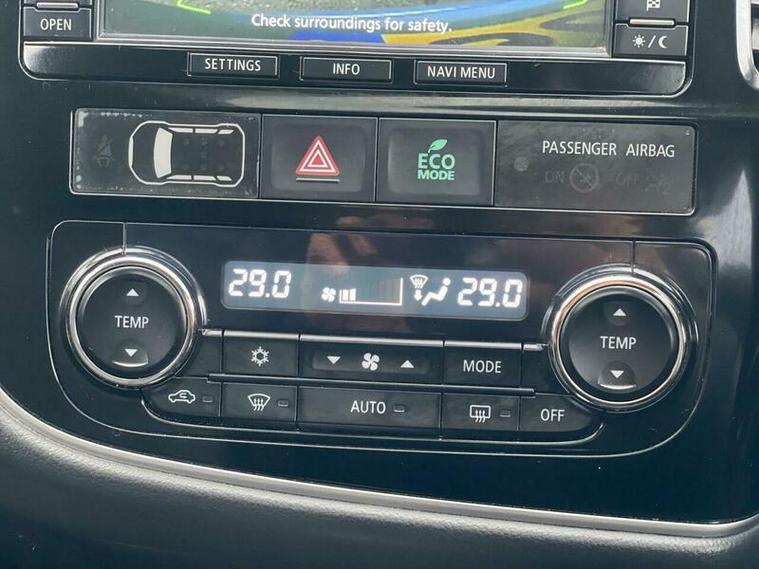 Check surroundings for safety.
OPEN
SETTINGS
INFO
NAVI MENU
ECO
MODE
PASSENGER AIRBAG
ON
OFF
2
29.0
29.0
TEMP
TEMP
MODE
AUTO
OFF